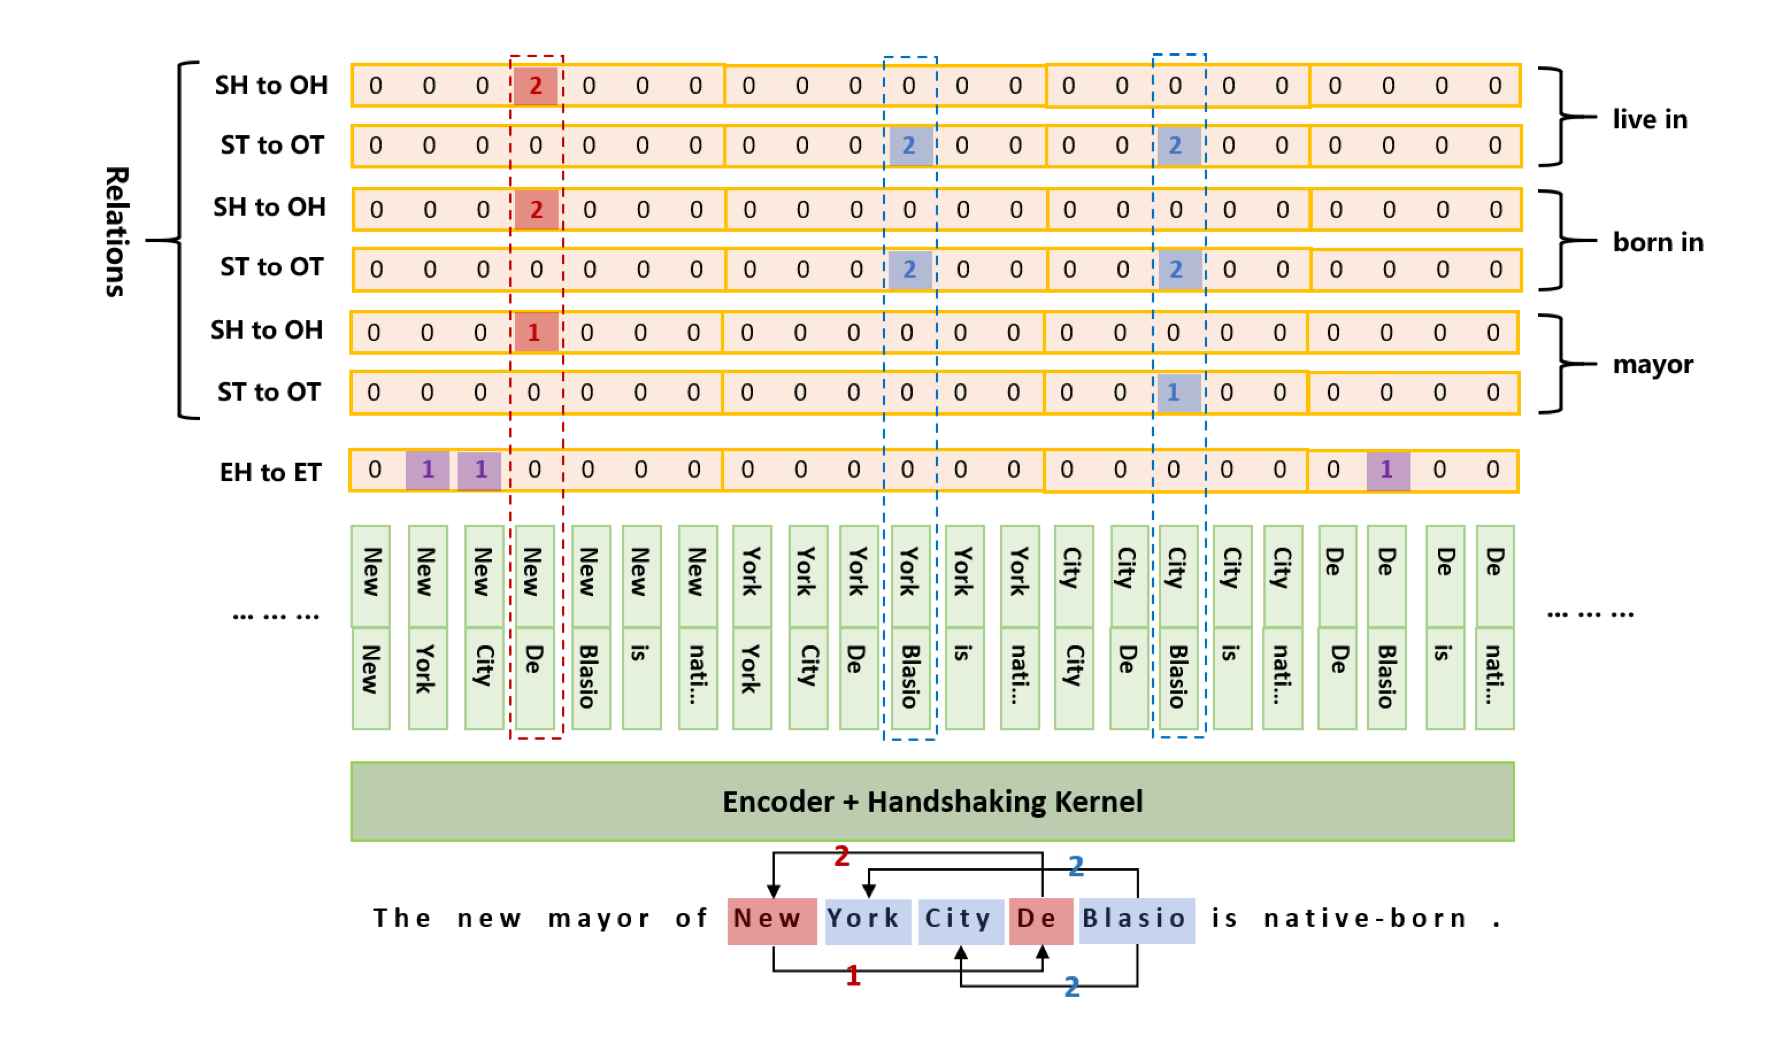 Relations
SH to OH 0 0 0 2 0 0 0 0 0 0 0 0 0 0 0 0 0 0 0 0 0 0
ST to OT 0 0 0 0 0 0 0 0 0 0 2 0 0 0 0 2 0 0 0 0 0 0
live in
SH to OH 0 0 0 2 0 0 0 0 0 0 0 0 0 0 0 0 0 0 0 0 0 0
ST to OT 0 0 0 0 0 0 0 0 0 0 2 0 0 0 0 2 0 0 0 0 0 0
born in
SH to OH 0 0 0 1 0 0 0 0 0 0 0 0 0 0 0 0 0 0 0 0 0 0
ST to OT 0 0 0 0 0 0 0 0 0 0 0 0 0 0 0 1 0 0 0 0 0 0
mayor
EH to ET 0 1 1 0 0 0 0 0 0 0 0 0 0 0 0 0 0 0 0 1 0 0
New New New New New New New York York York York York York City City City City City De De De De
... ... ... ... ... ...
New York City De Blasio is nati... York City De Blasio is nati... City De Blasio is nati... De Blasio is nati...
Encoder + Handshaking Kernel
2 2
The new mayor of New York City De Blasio is native-born .
1 2